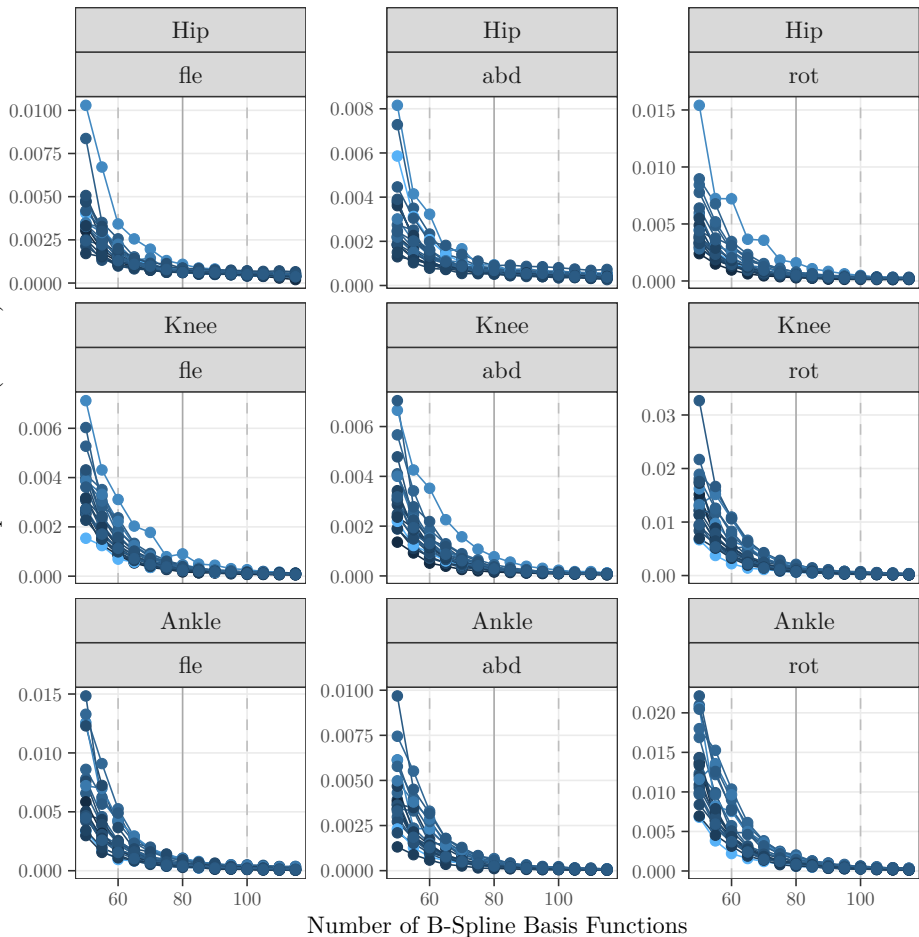 Hip Hip Hip
fle abd rot
0.0100 0.008 0.015
0.0075 0.006 0.010
0.0050 0.004 0.005
0.0025 0.002 0.000
0.0000 0.000
Knee Knee Knee
fle abd rot
0.006 0.006 0.03
0.004 0.004 0.02
0.002 0.002 0.01
0.000 0.000 0.00
Ankle Ankle Ankle
fle abd rot
0.015 0.0100 0.020
0.010 0.0075 0.015
0.005 0.0050 0.010
0.000 0.0025 0.005
0.0000 0.000
60 80 100 60 80 100 60 80 100
Number of B-Spline Basis Functions